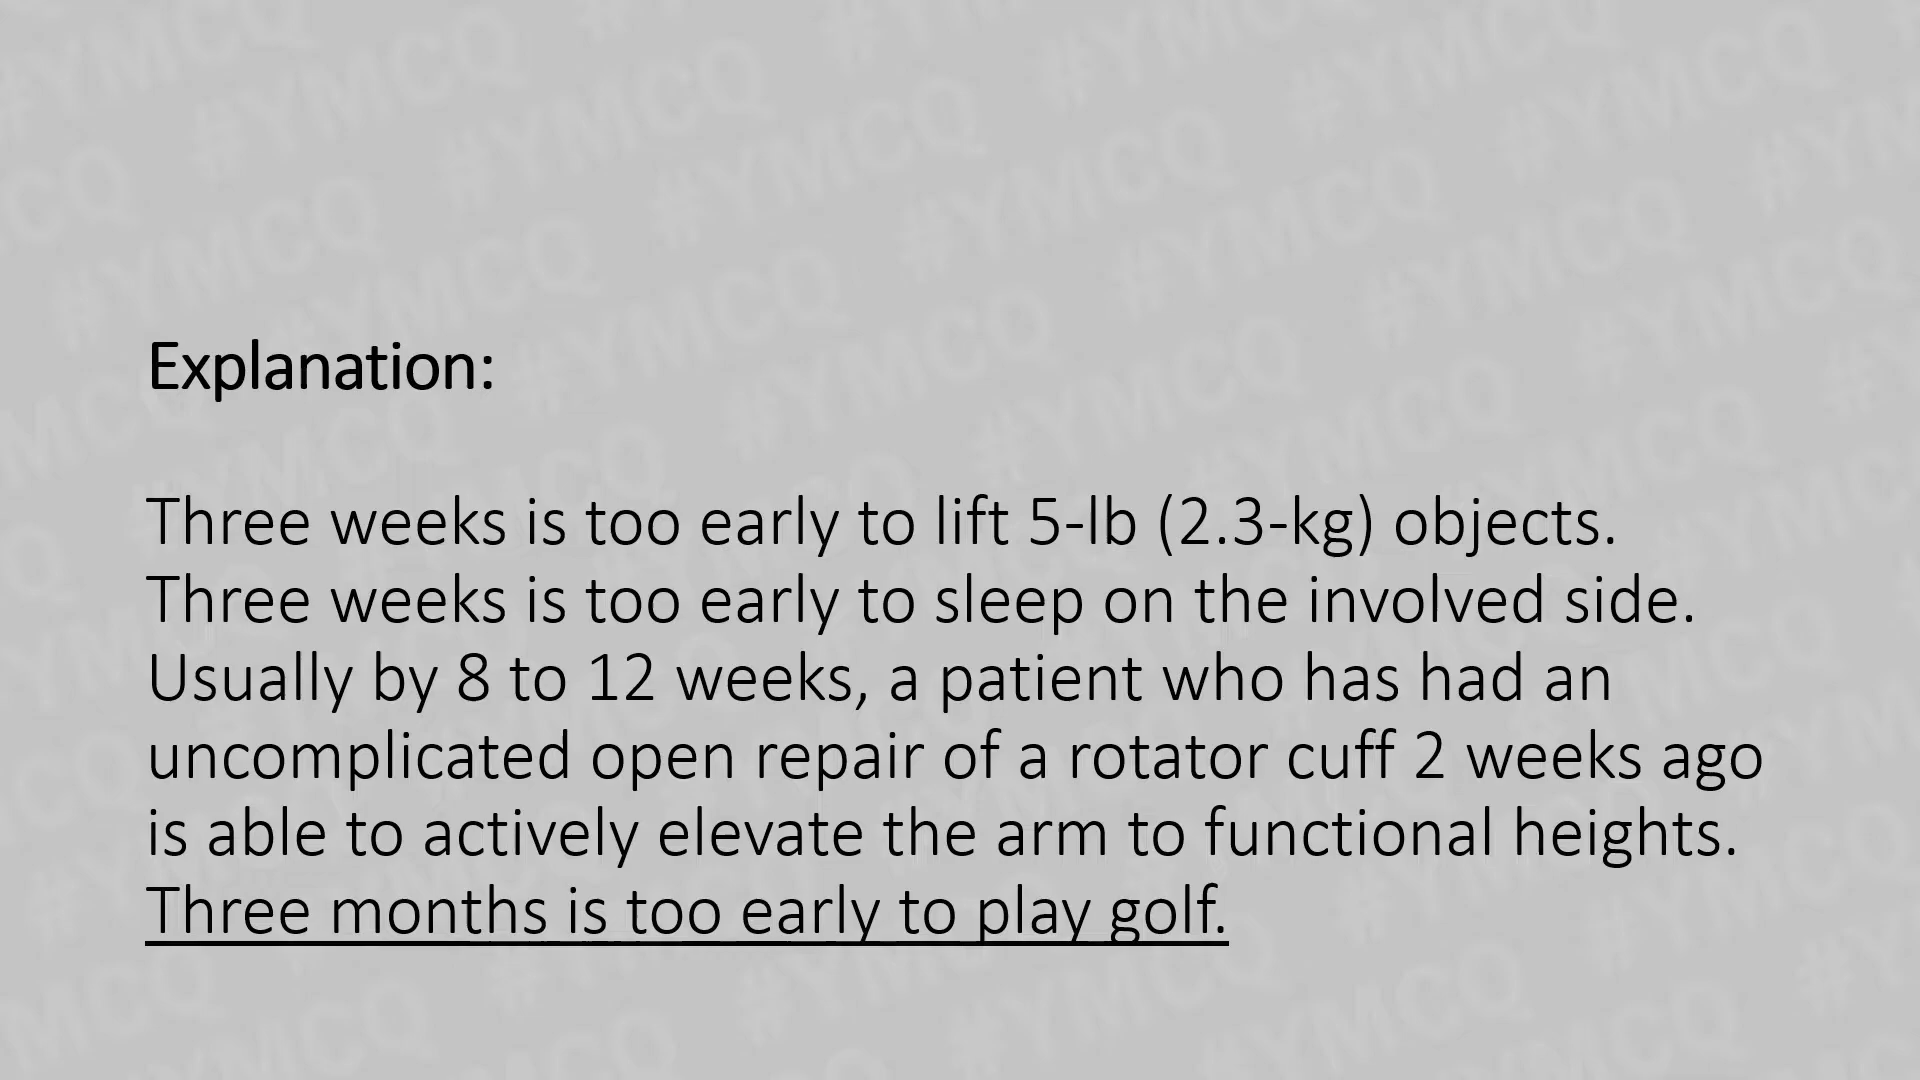 Explanation:
Three weeks is too early to lift 5-lb (2.3-kg) objects.
Three weeks is too early to sleep on the involved side.
Usually by 8 to 12 weeks, a patient who has had an
uncomplicated open repair of a rotator cuff 2 weeks ago
is able to actively elevate the arm to functional heights.
Three months is too early to play golf.
#YMCQ